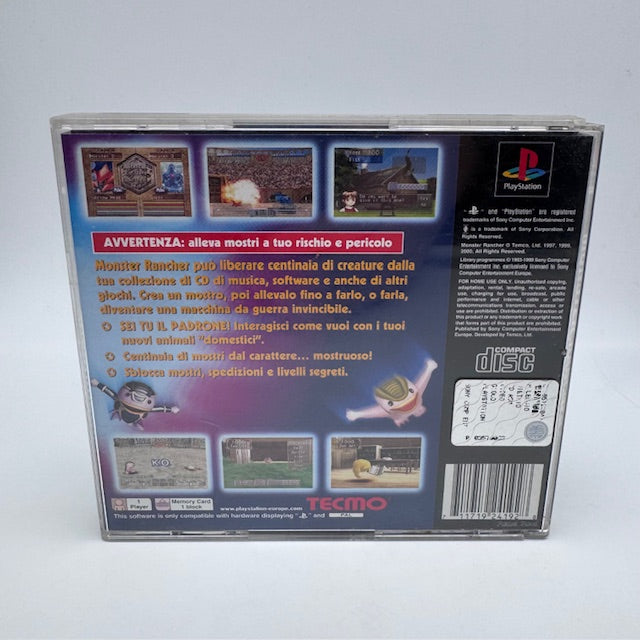 PlayStation
AVVERTENZA: alleva mostri a tuo rischio e pericolo
Monster Rancher può liberare centinaia di creature dalla
tua collezione di CD di musica, software e anche di altri
giochi. Crea un mostro, poi allevalo fino a farlo, o farla,
diventare una macchina da guerra invincibile.
SEI TU IL PADRONE! Interagisci come vuoi con i tuoi
nuovi animali "domestici".
Centinaia di mostri dal carattere... mostruoso!
Sblocca mostri, spedizioni e livelli segreti.
KO
1
Player
Memory Card
1 block
www.playstation-europe.com
TECMO
This software is only compatible with hardware displaying " " and PAL
" " and "PlayStation" are registered
trademarks of Sony Computer Entertainment Inc.
" " is a trademark of Sony Corporation. All
Rights Reserved.
Monster Rancher © Temco, Ltd. 1997, 1999,
2000, All Rights Reserved.
Library programmes © 1993-1999 Sony Computer
Entertainment Inc. exclusively licensed to Sony
Computer Entertainment Europe.
FOR HOME USE ONLY. Unauthorised copying,
adaptation, rental, lending, re-sale, arcade
use, charging for use, broadcast, public
performance and internet, cable or other
telecommunications transmission, access or
use are prohibited. Distribution or extraction of
this product or any trademark or copyright work
that forms part of this product are prohibited.
Published by Sony Computer Entertainment
Europe. Developed by Tecmo, Ltd.
COMPACT
disc